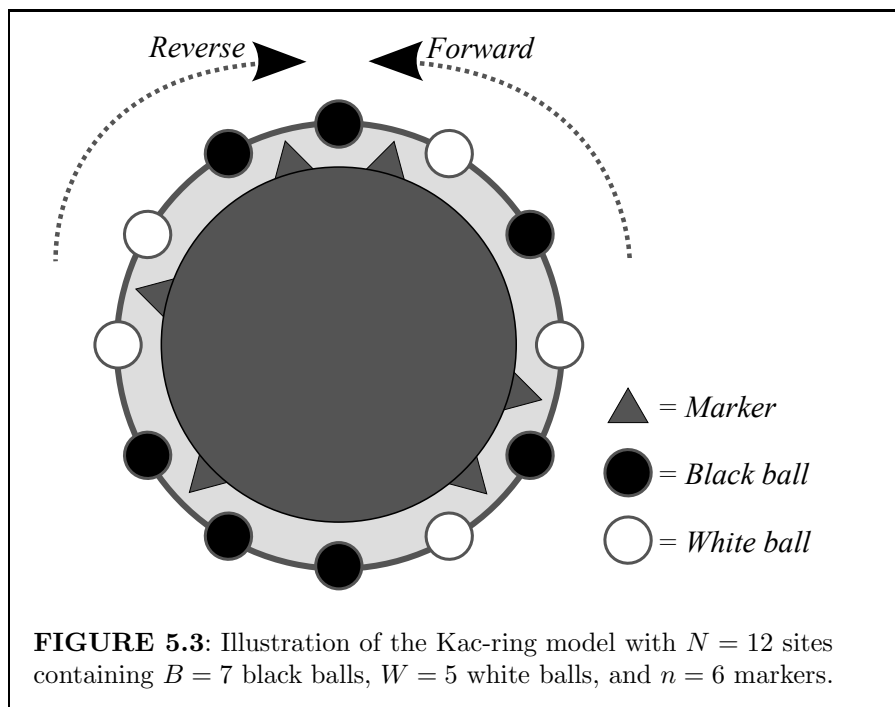 Reverse
Forward
= Marker
= Black ball
= White ball
FIGURE 5.3: Illustration of the Kac-ring model with N = 12 sites
containing B = 7 black balls, W = 5 white balls, and n = 6 markers.